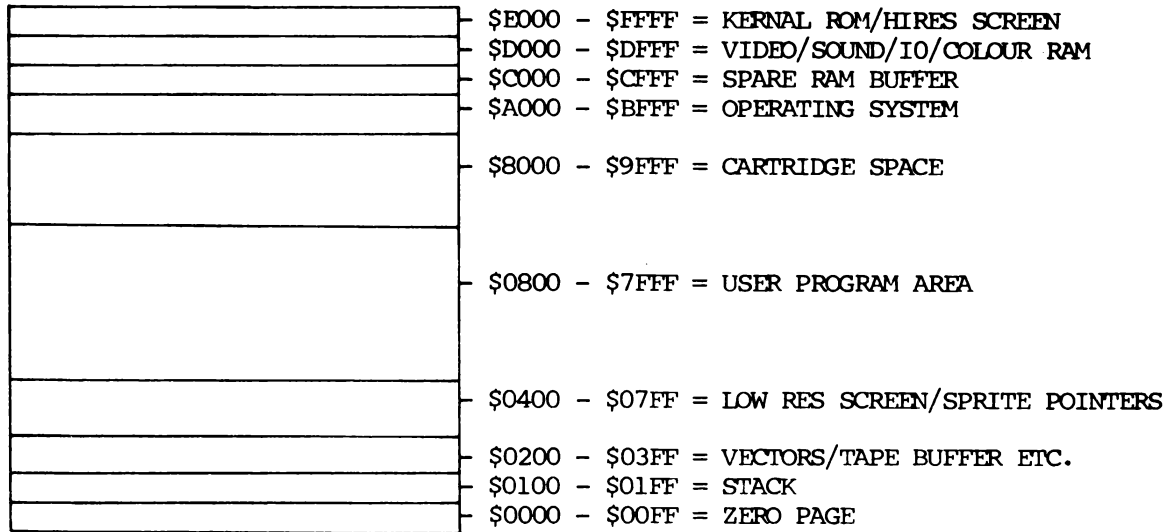 $E000 - $FFFF = KERNAL ROM/HIRES SCREEN
$D000 - $DFFF = VIDEO/SOUND/IO/COLOUR RAM
$C000 - $CFFF = SPARE RAM BUFFER
$A000 - $BFFF = OPERATING SYSTEM
$8000 - $9FFF = CARTRIDGE SPACE
$0800 - $7FFF = USER PROGRAM AREA
$0400 - $07FF = LOW RES SCREEN/SPRITE POINTERS
$0200 - $03FF = VECTORS/TAPE BUFFER ETC.
$0100 - $01FF = STACK
$0000 - $00FF = ZERO PAGE